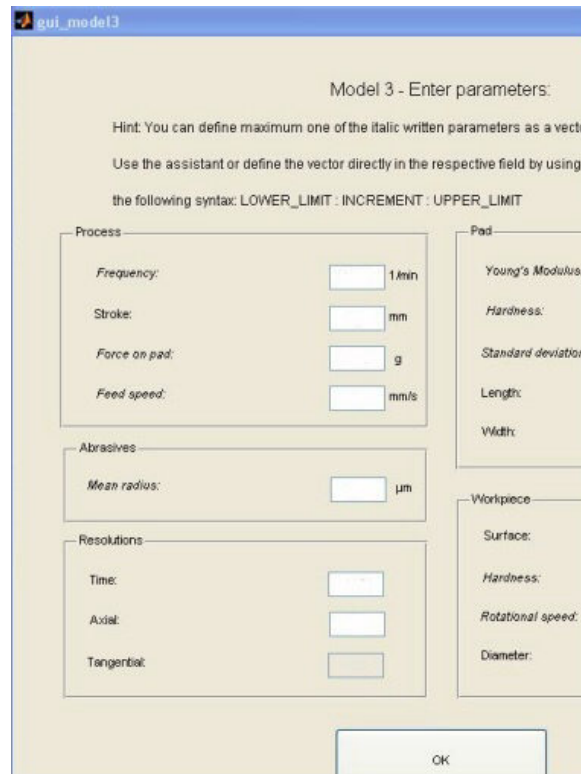 gui_model3
Model 3 - Enter parameters:
Hint: You can define maximum one of the italic written parameters as a
Use the assistant or define the vector directly in the respective field by using
the following syntax: LOWER_LIMIT : INCREMENT : UPPER_LIMIT
Process
Frequency: 1/min
Stroke: mm
Force on pad: g
Feed speed: mm/s
Abrasives
Mean radius: µm
Resolutions
Time:
Axial:
Tangential:
Pad
Young's Modulus
Hardness:
Standard deviation
Length:
Width:
Workpiece
Surface:
Hardness:
Rotational speed:
Diameter:
OK